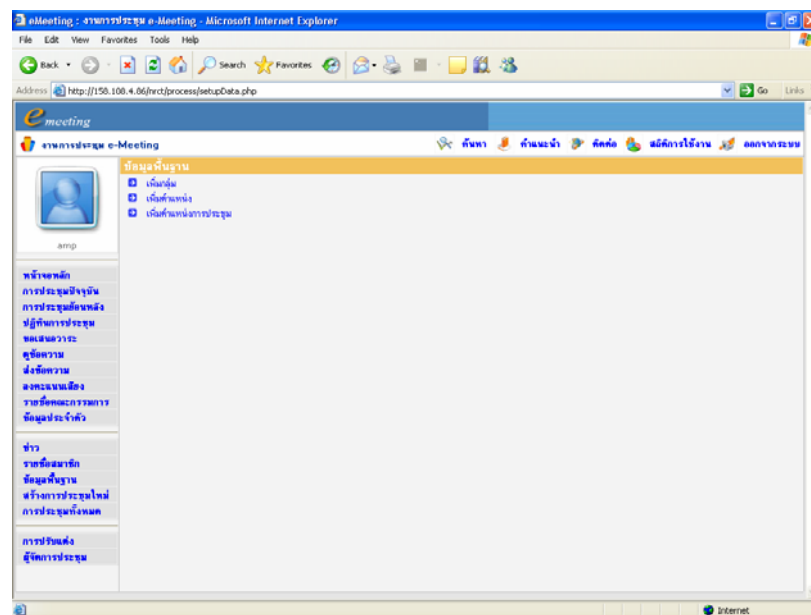 eMeeting : งานการประชุม e-Meeting - Microsoft Internet Explorer
File Edit View Favorites Tools Help
Back Search Favorites
Address http://158.108.4.86/nrct/process/setupData.php Go Links
emeeting
งานการประชุม e-Meeting ค้นหา คำแนะนำ ติดต่อ สถิติการใช้งาน ออกจากระบบ
ข้อมูลพื้นฐาน
เพิ่มกลุ่ม
เพิ่มตำแหน่ง
เพิ่มตำแหน่งการประชุม
amp
หน้าจอหลัก
การประชุมปัจจุบัน
การประชุมย้อนหลัง
ปฏิทินการประชุม
ขอเสนอวาระ
ดูข้อความ
ส่งข้อความ
ลงคะแนนเสียง
รายชื่อคณะกรรมการ
ข้อมูลประจำตัว
ข่าว
รายชื่อสมาชิก
ข้อมูลพื้นฐาน
สร้างการประชุมใหม่
การประชุมทั้งหมด
การปรับแต่ง
ผู้จัดการประชุม
Internet